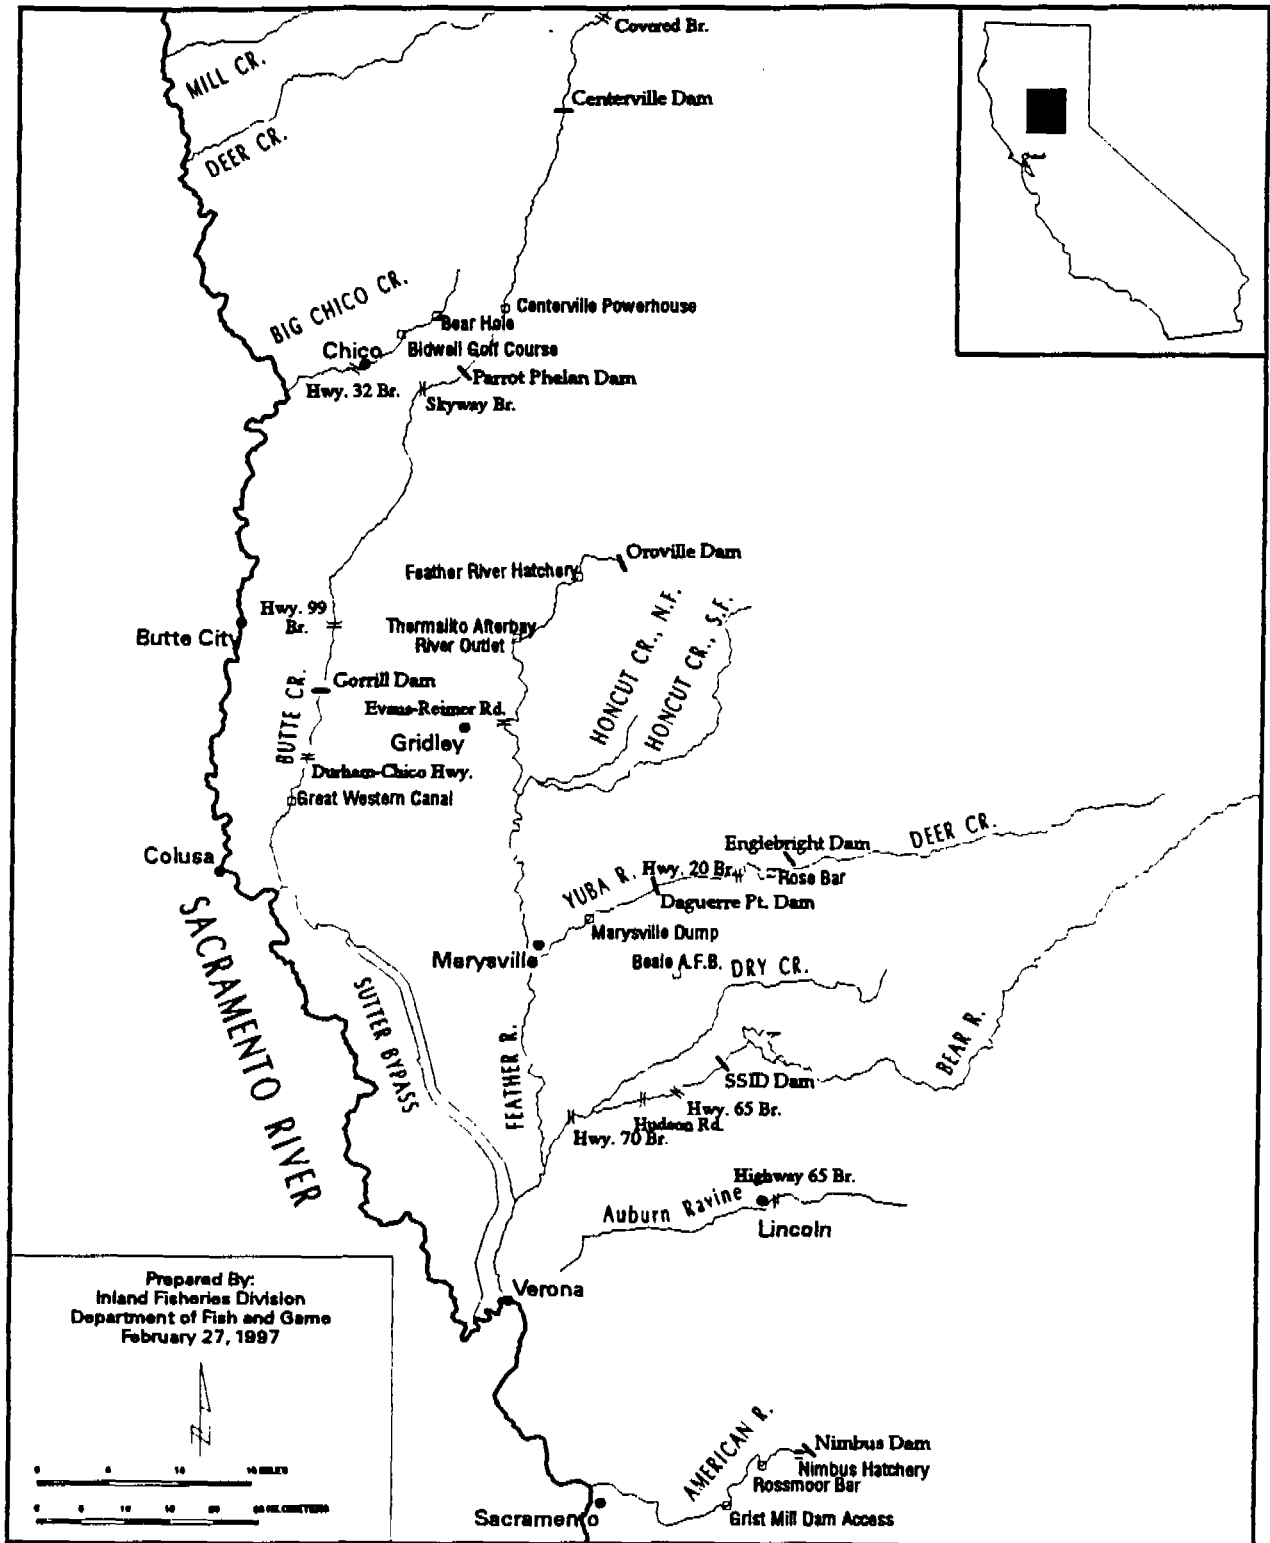 Covered Br.
MILL CR.
Centerville Dam
DEER CR.
BIG CHICO CR.
Centerville Powerhouse
Bear Hole
Chico
Bidwell Golf Course
Parrot Phelan Dam
Hwy. 32 Br.
Skyway Br.
Oroville Dam
Feather River Hatchery
HONCUT CR., N.F.
HONCUT CR., S.F.
Hwy. 99
Br.
Butte City
Thermalito Afterbay
River Outlet
BUTTE CR.
Gorrill Dam
Evans-Reimer Rd.
Gridley
Durham-Chico Hwy.
Great Western Canal
Colusa
Englebright Dam
DEER CR.
YUBA R.
Hwy. 20 Br.
Rose Bar
Daguerre Pt. Dam
Marysville Dump
Marysville
Beale A.F.B.
DRY CR.
SACRAMENTO RIVER
SUTTER BYPASS
FEATHER R.
BEAR R.
SSID Dam
Hwy. 65 Br.
Hudson Rd.
Hwy. 70 Br.
Highway 65 Br.
Auburn Ravine
Lincoln
Verona
Prepared By:
Inland Fisheries Division
Department of Fish and Game
February 27, 1997
AMERICAN R.
Nimbus Dam
Nimbus Hatchery
Rossmoor Bar
Sacramento
Grist Mill Dam Access